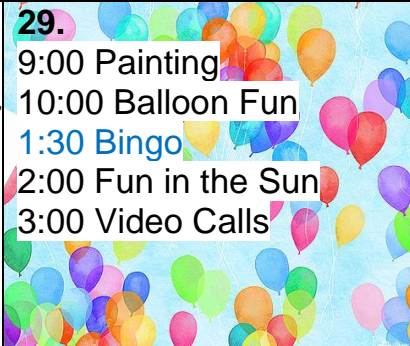 29.
9:00 Painting
10:00 Balloon Fun
1:30 Bingo
2:00 Fun in the Sun
3:00 Video Calls